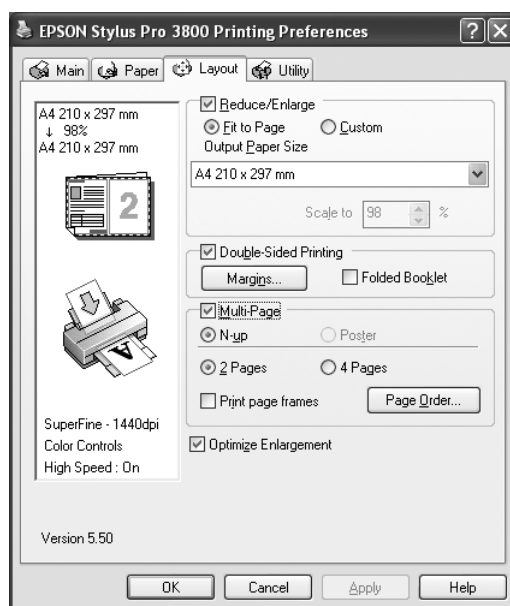 EPSON Stylus Pro 3800 Printing Preferences
Main Paper Layout Utility
A4 210 x 297 mm
↓ 98%
A4 210 x 297 mm
2
A
SuperFine - 1440dpi
Color Controls
High Speed : On
Version 5.50
Reduce/Enlarge
Fit to Page Custom
Output Paper Size
A4 210 x 297 mm
Scale to 98 %
Double-Sided Printing
Margins... Folded Booklet
Multi-Page
N-up Poster
2 Pages 4 Pages
Print page frames Page Order...
Optimize Enlargement
OK Cancel Apply Help